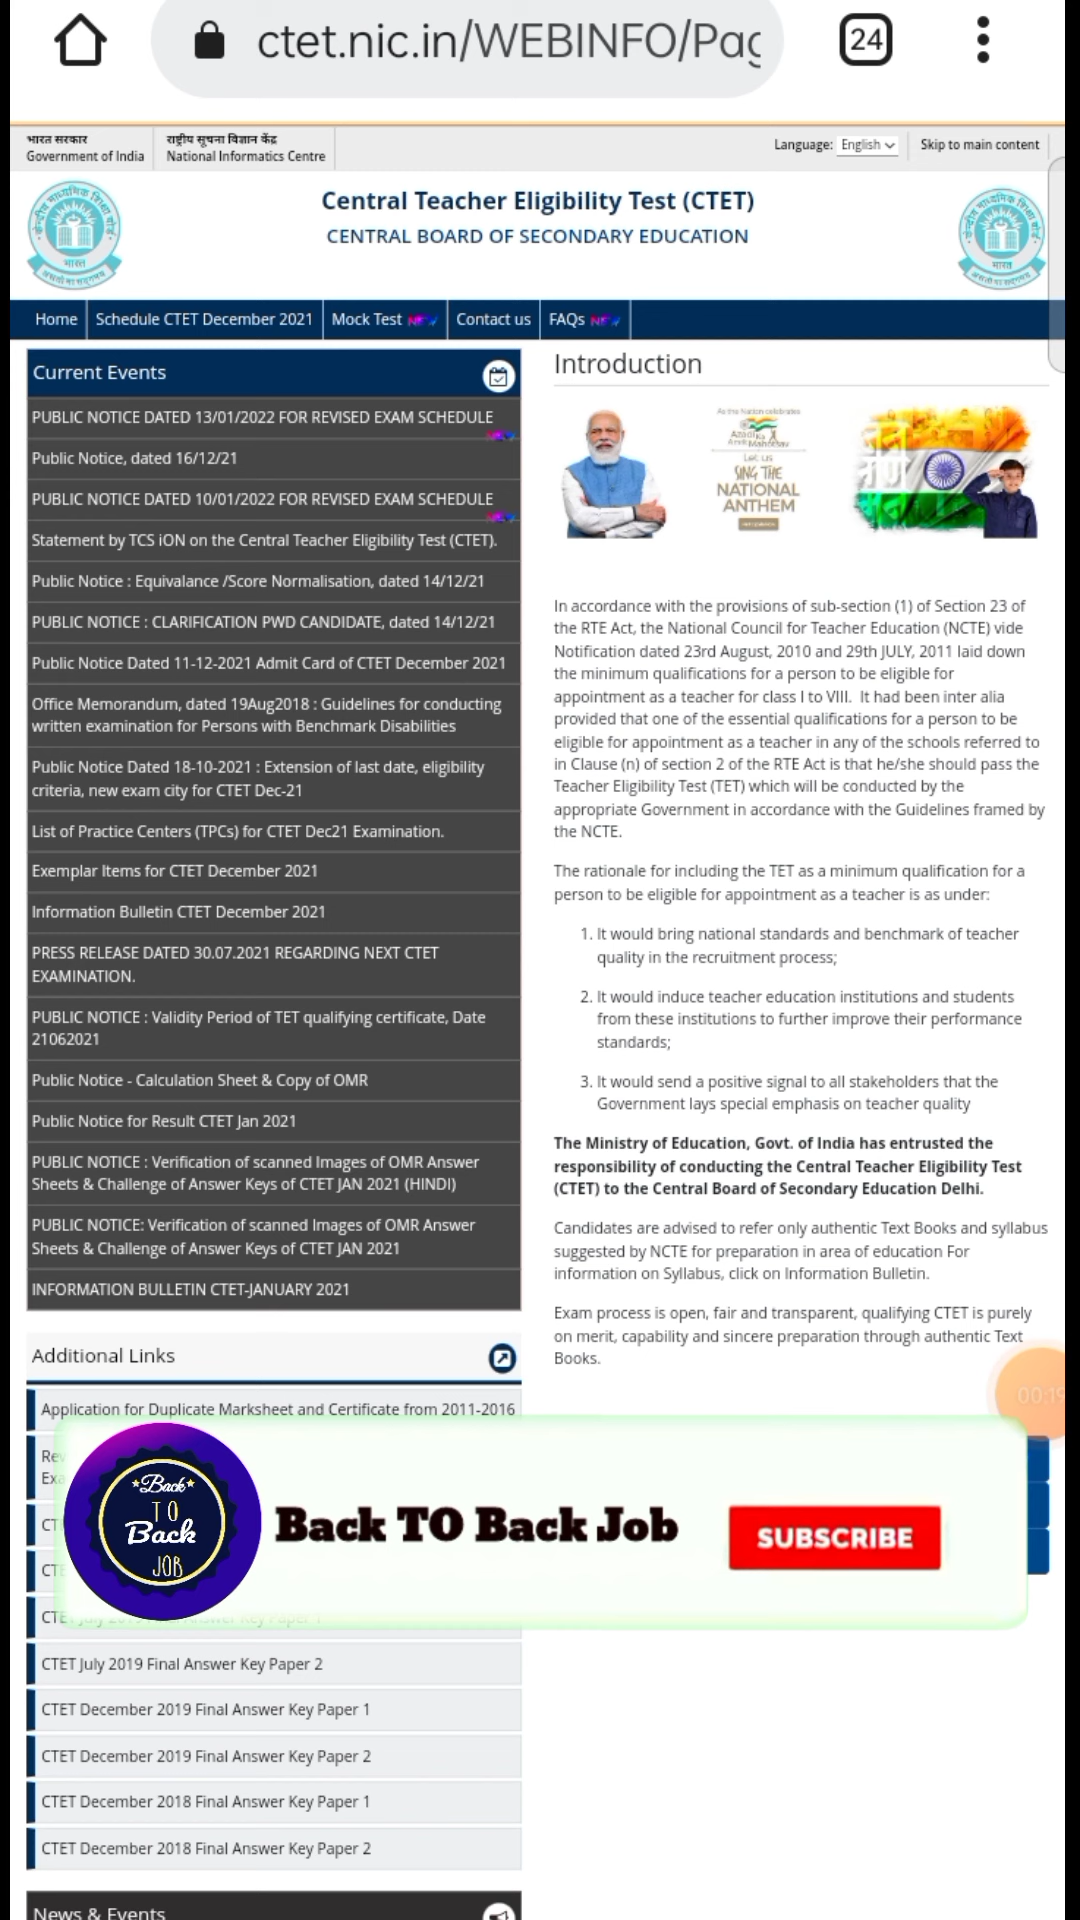 ctet.nic.in/WEBINFO/Pag
24
भारत सरकार
Government of India
राष्ट्रीय सूचना विज्ञान केंद्र
National Informatics Centre
Language: English
Skip to main content
Central Teacher Eligibility Test (CTET)
CENTRAL BOARD OF SECONDARY EDUCATION
Home
Schedule CTET December 2021
Mock Test NEW
Contact us
FAQs NEW
Current Events
PUBLIC NOTICE DATED 13/01/2022 FOR REVISED EXAM SCHEDULE
Public Notice, dated 16/12/21
PUBLIC NOTICE DATED 10/01/2022 FOR REVISED EXAM SCHEDULE
Statement by TCS iON on the Central Teacher Eligibility Test (CTET).
Public Notice : Equivalance /Score Normalisation, dated 14/12/21
PUBLIC NOTICE : CLARIFICATION PWD CANDIDATE, dated 14/12/21
Public Notice Dated 11-12-2021 Admit Card of CTET December 2021
Office Memorandum, dated 19Aug2018 : Guidelines for conducting
written examination for Persons with Benchmark Disabilities
Public Notice Dated 18-10-2021 : Extension of last date, eligibility
criteria, new exam city for CTET Dec-21
List of Practice Centers (TPCs) for CTET Dec21 Examination.
Exemplar Items for CTET December 2021
Information Bulletin CTET December 2021
PRESS RELEASE DATED 30.07.2021 REGARDING NEXT CTET
EXAMINATION.
PUBLIC NOTICE : Validity Period of TET qualifying certificate, Date
21062021
Public Notice - Calculation Sheet & Copy of OMR
Public Notice for Result CTET Jan 2021
PUBLIC NOTICE : Verification of scanned Images of OMR Answer
Sheets & Challenge of Answer Keys of CTET JAN 2021 (HINDI)
PUBLIC NOTICE: Verification of scanned Images of OMR Answer
Sheets & Challenge of Answer Keys of CTET JAN 2021
INFORMATION BULLETIN CTET-JANUARY 2021
Introduction
As the Nation celebrates
Azadi Ka
Amrit Mahotsav
Let us
SING THE
NATIONAL
ANTHEM
जन
गण
In accordance with the provisions of sub-section (1) of Section 23 of
the RTE Act, the National Council for Teacher Education (NCTE) vide
Notification dated 23rd August, 2010 and 29th JULY, 2011 laid down
the minimum qualifications for a person to be eligible for
appointment as a teacher for class I to VIII. It had been inter alia
provided that one of the essential qualifications for a person to be
eligible for appointment as a teacher in any of the schools referred to
in Clause (n) of section 2 of the RTE Act is that he/she should pass the
Teacher Eligibility Test (TET) which will be conducted by the
appropriate Government in accordance with the Guidelines framed by
the NCTE.
The rationale for including the TET as a minimum qualification for a
person to be eligible for appointment as a teacher is as under:
1. It would bring national standards and benchmark of teacher
quality in the recruitment process;
2. It would induce teacher education institutions and students
from these institutions to further improve their performance
standards;
3. It would send a positive signal to all stakeholders that the
Government lays special emphasis on teacher quality
The Ministry of Education, Govt. of India has entrusted the
responsibility of conducting the Central Teacher Eligibility Test
(CTET) to the Central Board of Secondary Education Delhi.
Candidates are advised to refer only authentic Text Books and syllabus
suggested by NCTE for preparation in area of education For
information on Syllabus, click on Information Bulletin.
Exam process is open, fair and transparent, qualifying CTET is purely
on merit, capability and sincere preparation through authentic Text
Books.
00:19
Additional Links
Application for Duplicate Marksheet and Certificate from 2011-2016
Back
TO
Back
JOB
Back TO Back Job
SUBSCRIBE
CTET July 2019 Final Answer Key Paper 1
CTET July 2019 Final Answer Key Paper 2
CTET December 2019 Final Answer Key Paper 1
CTET December 2019 Final Answer Key Paper 2
CTET December 2018 Final Answer Key Paper 1
CTET December 2018 Final Answer Key Paper 2
News & Events